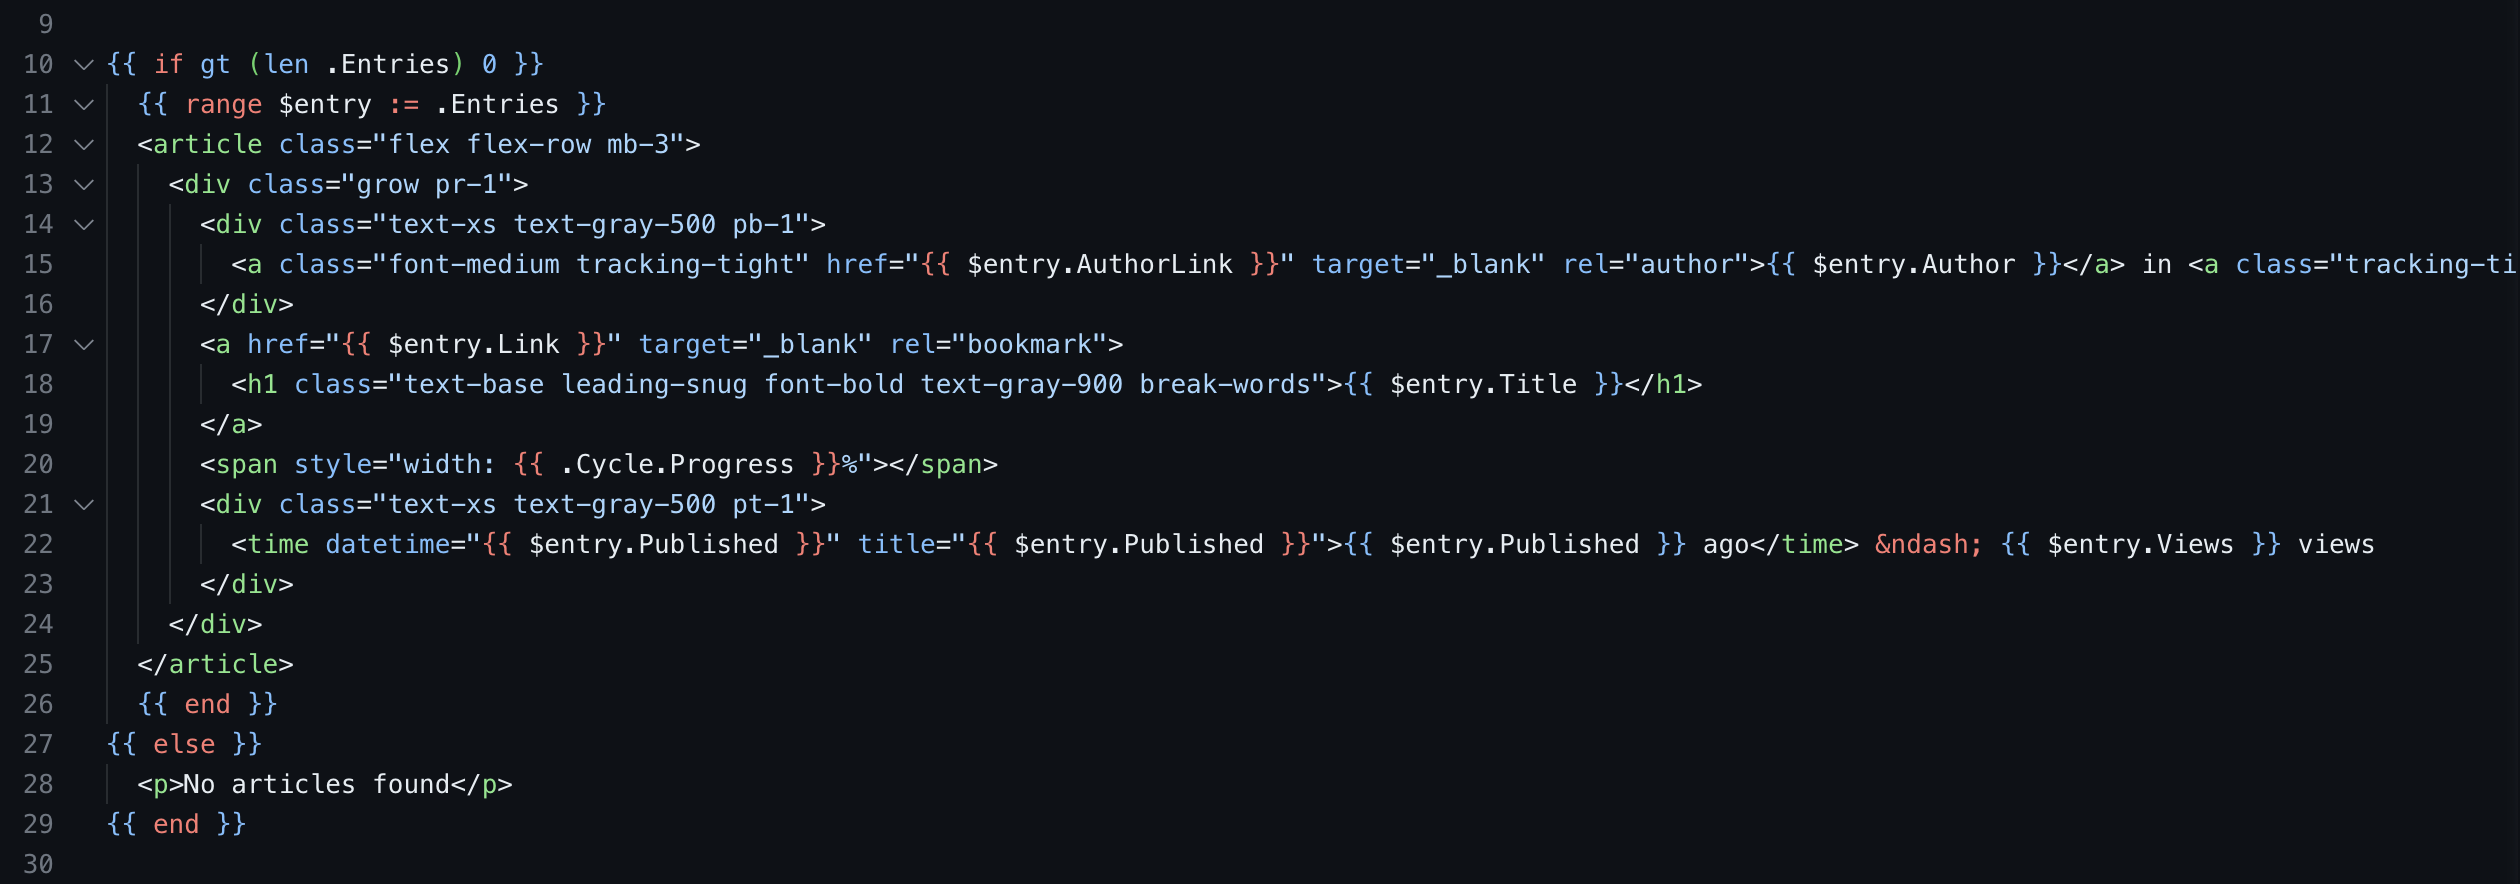 9
10 {{ if gt (len .Entries) 0 }}
11 {{ range $entry := .Entries }}
12 <article class="flex flex-row mb-3">
13 <div class="grow pr-1">
14 <div class="text-xs text-gray-500 pb-1">
15 <a class="font-medium tracking-tight" href="{{ $entry.AuthorLink }}" target="_blank" rel="author">{{ $entry.Author }}</a> in <a class="tracking-ti
16 </div>
17 <a href="{{ $entry.Link }}" target="_blank" rel="bookmark">
18 <h1 class="text-base leading-snug font-bold text-gray-900 break-words">{{ $entry.Title }}</h1>
19 </a>
20 <span style="width: {{ .Cycle.Progress }}%"></span>
21 <div class="text-xs text-gray-500 pt-1">
22 <time datetime="{{ $entry.Published }}" title="{{ $entry.Published }}">{{ $entry.Published }} ago</time> &ndash; {{ $entry.Views }} views
23 </div>
24 </div>
25 </article>
26 {{ end }}
27 {{ else }}
28 <p>No articles found</p>
29 {{ end }}
30